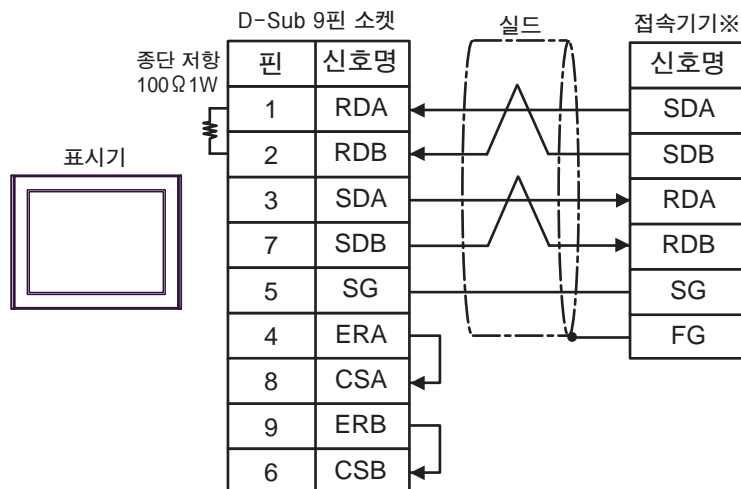 D-Sub 9핀 소켓
실드
접속기기※
종단 저항
100Ω1W
핀 신호명
신호명
1 RDA
SDA
2 RDB
SDB
표시기
3 SDA
RDA
7 SDB
RDB
5 SG
SG
4 ERA
FG
8 CSA
9 ERB
6 CSB